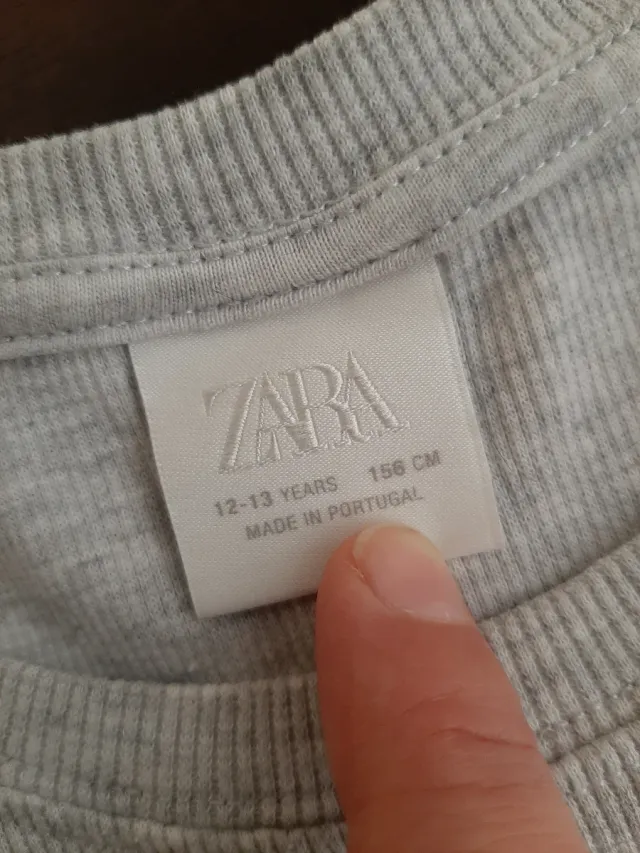 ZARA
12-13 YEARS 156 CM
MADE IN PORTUGAL